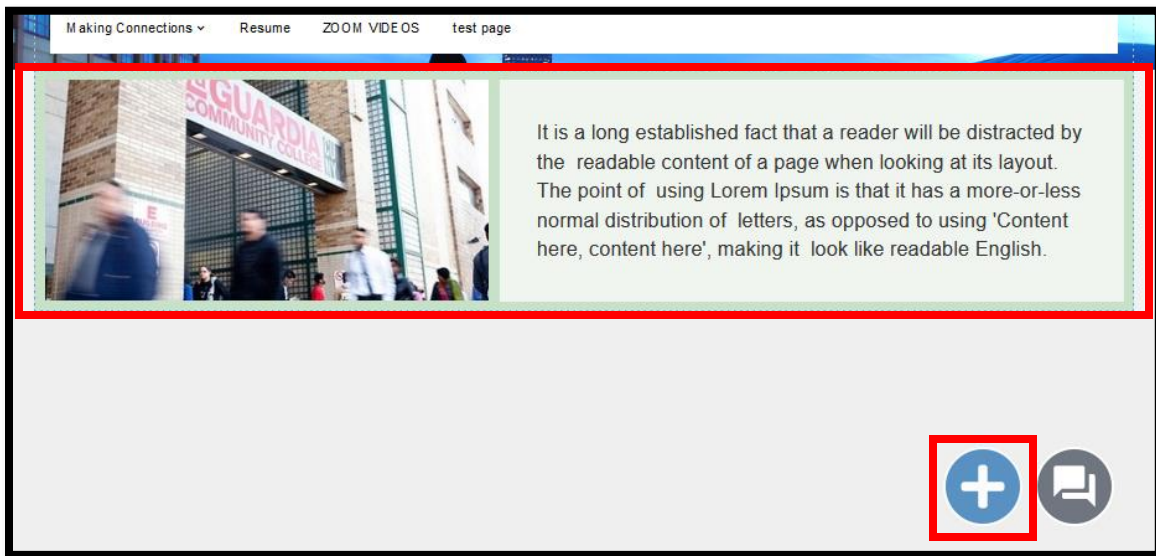 Making Connections Resume ZOOM VIDEOS test page
GUARDIA
COMMUNITY COLLEGE
E
BUILDING
It is a long established fact that a reader will be distracted by
the readable content of a page when looking at its layout.
The point of using Lorem Ipsum is that it has a more-or-less
normal distribution of letters, as opposed to using 'Content
here, content here', making it look like readable English.